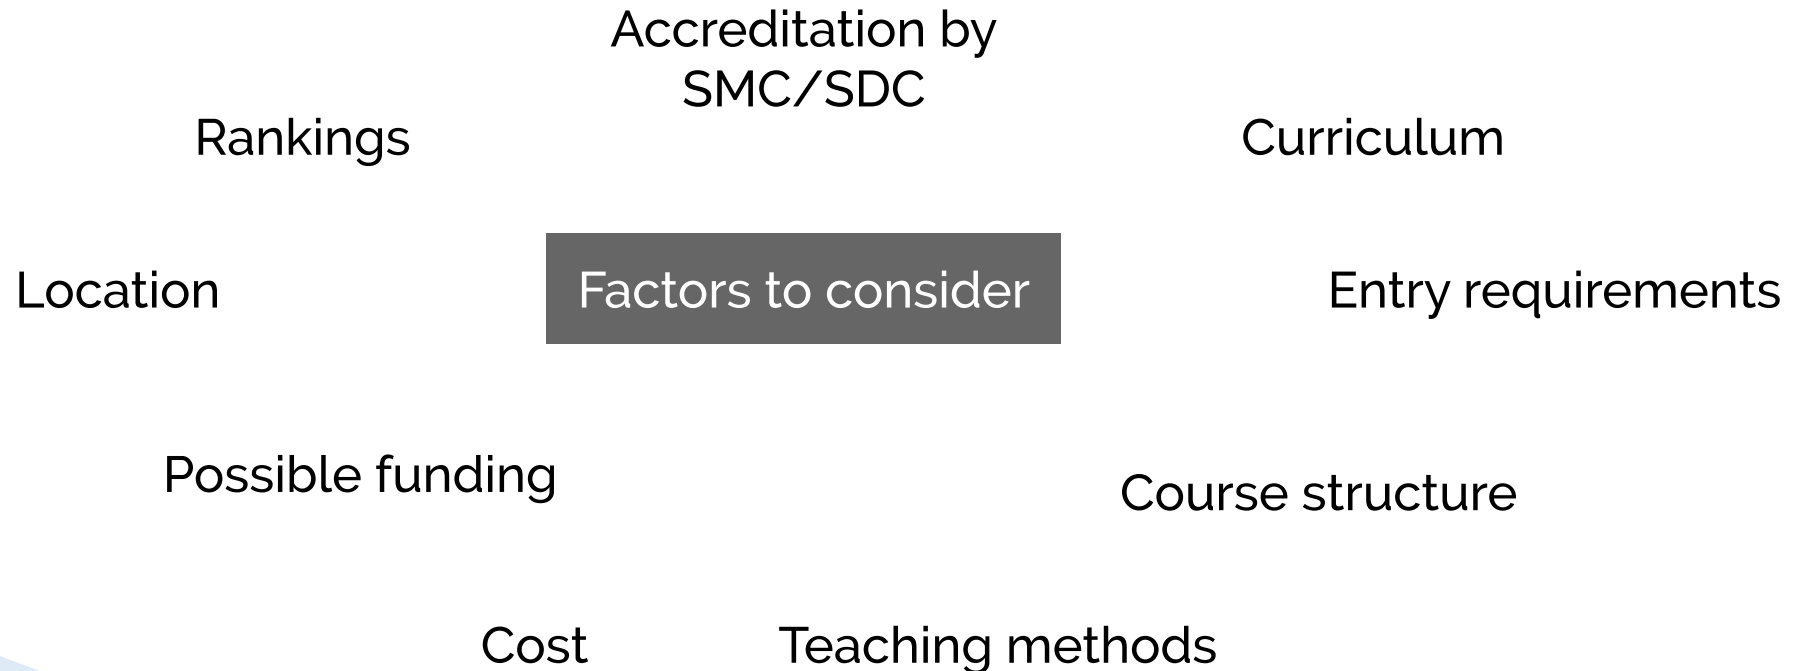 Accreditation by
SMC/SDC
Rankings
Curriculum
Location
Factors to consider
Entry requirements
Possible funding
Course structure
Cost
Teaching methods